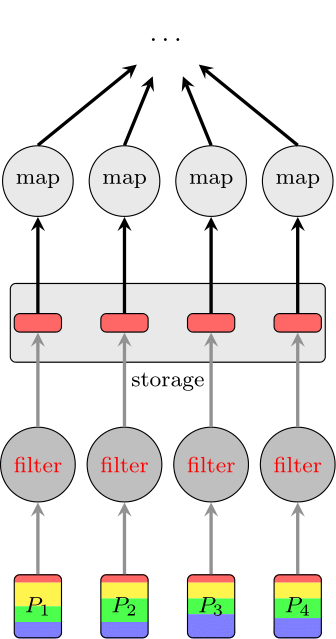 ...
map map map map
storage
filter filter filter filter
P₁ P₂ P₃ P₄